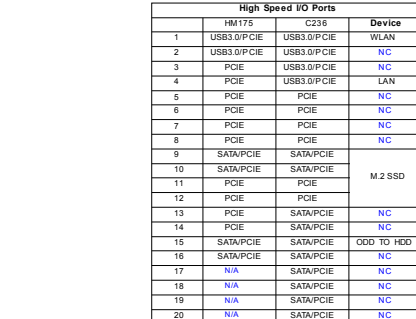 High Speed I/O Ports
HM175 C236 Device
1 USB3.0/PCIE USB3.0/PCIE WLAN
2 USB3.0/PCIE USB3.0/PCIE NC
3 PCIE USB3.0/PCIE NC
4 PCIE USB3.0/PCIE LAN
5 PCIE PCIE NC
6 PCIE PCIE NC
7 PCIE PCIE NC
8 PCIE PCIE NC
9 SATA/PCIE SATA/PCIE
10 SATA/PCIE SATA/PCIE
M.2 SSD
11 PCIE PCIE
12 PCIE PCIE
13 PCIE SATA/PCIE NC
14 PCIE SATA/PCIE NC
15 SATA/PCIE SATA/PCIE ODD TO HDD
16 SATA/PCIE SATA/PCIE NC
17 N/A SATA/PCIE NC
18 N/A SATA/PCIE NC
19 N/A SATA/PCIE NC
20 N/A SATA/PCIE NC